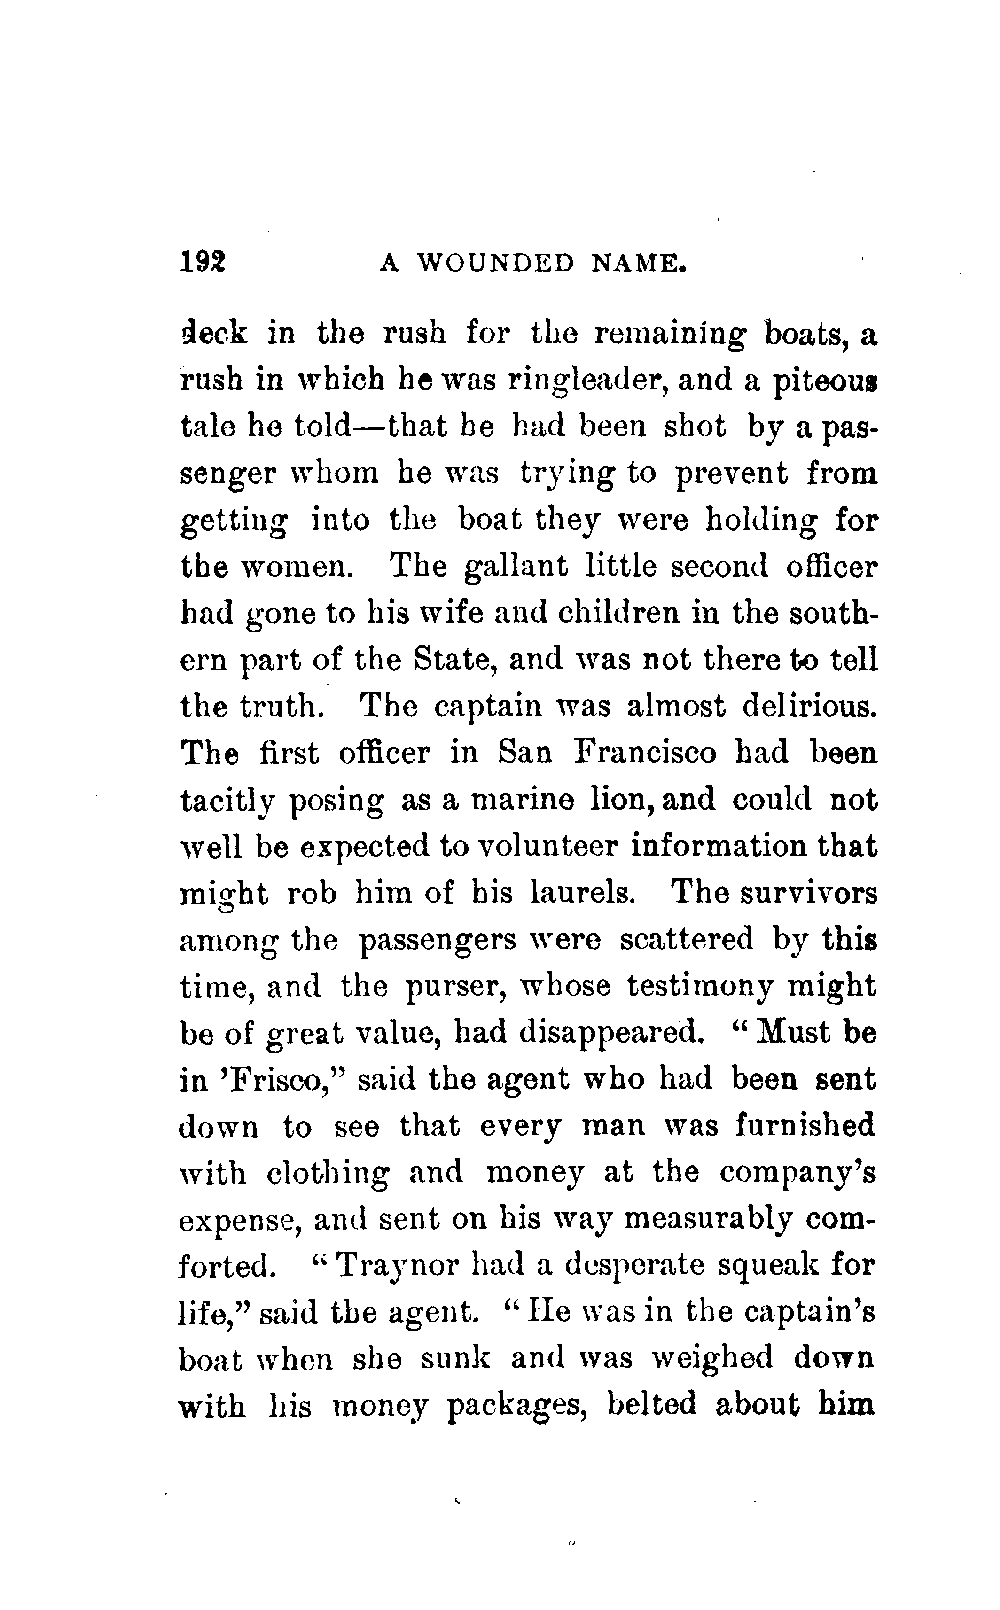 192 A WOUNDED NAME.
deck in the rush for the remaining boats, a
rush in which he was ringleader, and a piteous
tale he told—that he had been shot by a pas-
senger whom he was trying to prevent from
getting into the boat they were holding for
the women. The gallant little second officer
had gone to his wife and children in the south-
ern part of the State, and was not there to tell
the truth. The captain was almost delirious.
The first officer in San Francisco had been
tacitly posing as a marine lion, and could not
well be expected to volunteer information that
might rob him of his laurels. The survivors
among the passengers were scattered by this
time, and the purser, whose testimony might
be of great value, had disappeared. “Must be
in ’Frisco,” said the agent who had been sent
down to see that every man was furnished
with clothing and money at the company’s
expense, and sent on his way measurably com-
forted. “Traynor had a desperate squeak for
life,” said the agent. “He was in the captain’s
boat when she sunk and was weighed down
with his money packages, belted about him